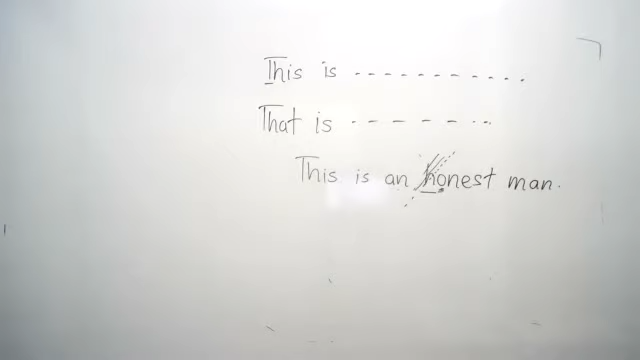 This is ------------
That is --------
This is an honest man.